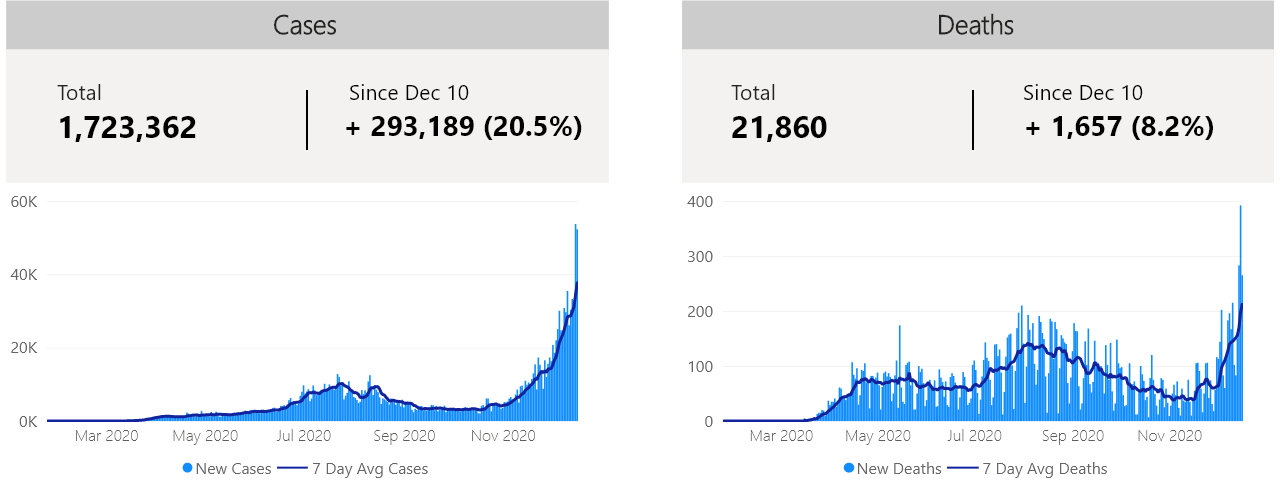 Cases
Total
Since Dec 10
1,723,362
+ 293,189 (20.5%)
60K
40K
20K
0K
Mar 2020 May 2020 Jul 2020 Sep 2020 Nov 2020
New Cases 7 Day Avg Cases
Deaths
Total
Since Dec 10
21,860
+ 1,657 (8.2%)
400
300
200
100
0
Mar 2020 May 2020 Jul 2020 Sep 2020 Nov 2020
New Deaths 7 Day Avg Deaths